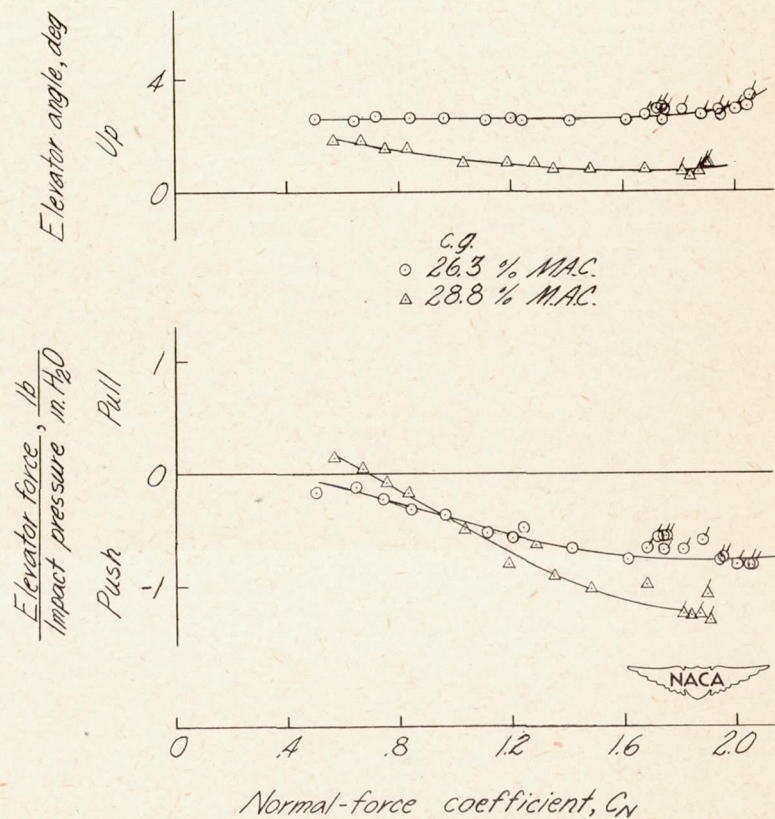 Elevator angle, deg
Up
4
0
c.g.
26.3 % M.A.C.
28.8 % M.A.C.
Elevator force, lb
Impact pressure in. H₂O
Pull
Push
1
0
-1
NACA
0 .4 .8 1.2 1.6 2.0
Normal-force coefficient, C_N